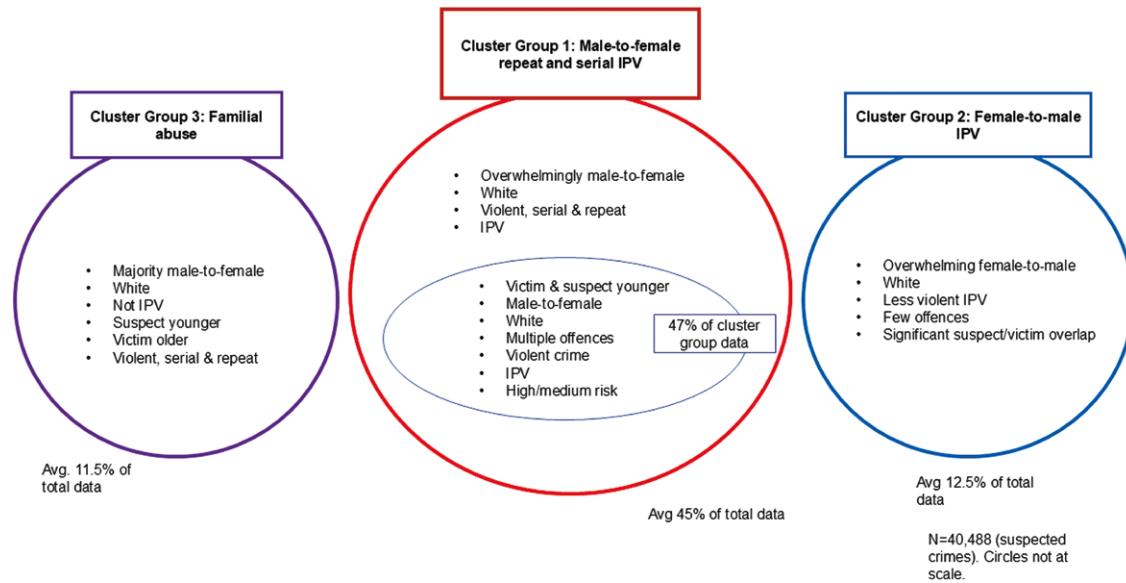 Cluster Group 1: Male-to-female
repeat and serial IPV
Cluster Group 3: Familial
abuse
Cluster Group 2: Female-to-male
IPV
• Overwhelmingly male-to-female
• White
• Violent, serial & repeat
• IPV
• Majority male-to-female
• White
• Not IPV
• Suspect younger
• Victim older
• Violent, serial & repeat
• Victim & suspect younger
• Male-to-female
• White
• Multiple offences
• Violent crime
• IPV
• High/medium risk
47% of cluster
group data
• Overwhelming female-to-male
• White
• Less violent IPV
• Few offences
• Significant suspect/victim overlap
Avg. 11.5% of
total data
Avg 45% of total data
Avg 12.5% of total
data
N=40,488 (suspected
crimes). Circles not at
scale.